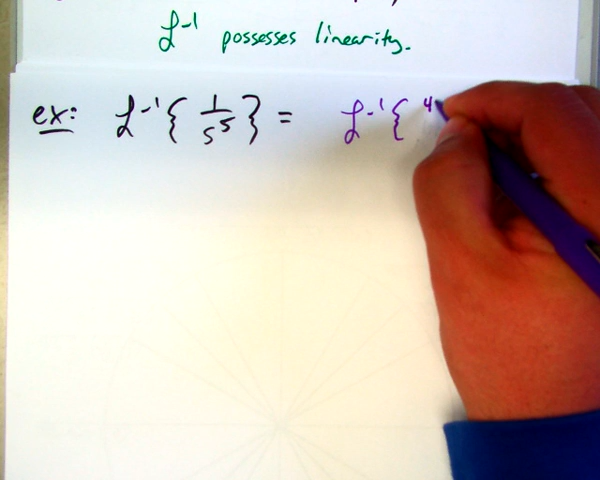 ℒ⁻¹ possesses linearity.
ex: ℒ⁻¹{ 1/s⁵ } = ℒ⁻¹{ 4